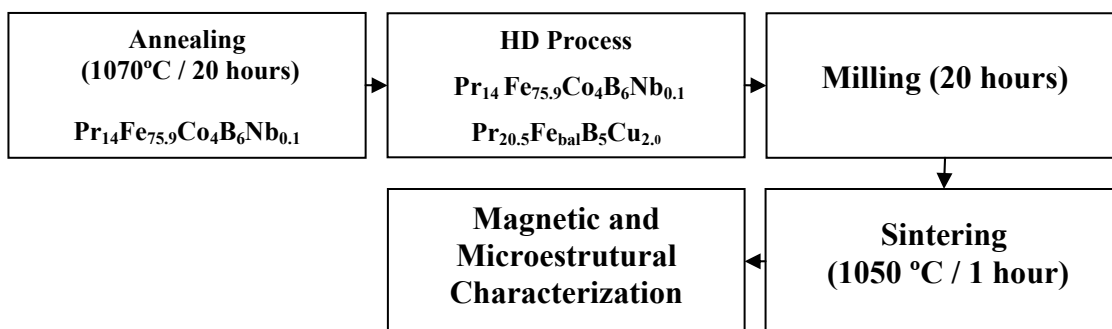 Annealing
(1070ºC / 20 hours)
Pr₁₄Fe₇₅.₉Co₄B₆Nb₀.₁
HD Process
Pr₁₄ Fe₇₅.₉Co₄B₆Nb₀.₁
Pr₂₀.₅Fe_balB₅Cu₂.₀
Milling (20 hours)
Sintering
(1050 ºC / 1 hour)
Magnetic and
Microestrutural
Characterization